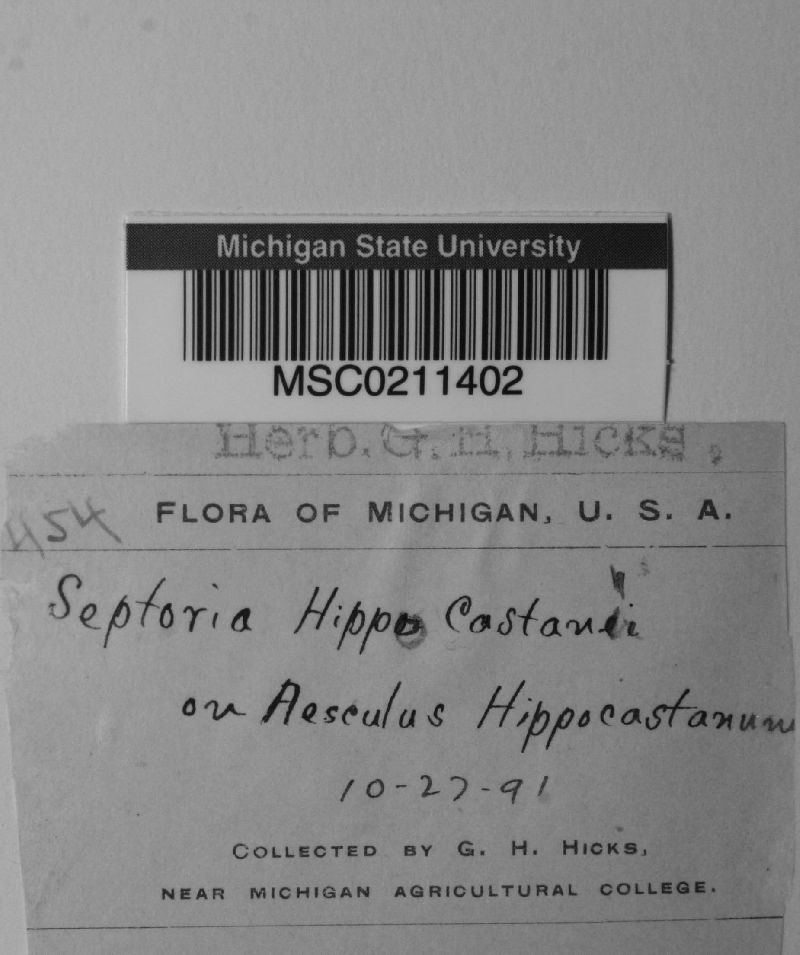 Michigan State University
MSC0211402
Herb. G. H. Hicks,
454
FLORA OF MICHIGAN, U. S. A.
Septoria Hippo Castani
on Aesculus Hippocastanum
10-27-91
COLLECTED BY G. H. HICKS,
NEAR MICHIGAN AGRICULTURAL COLLEGE.